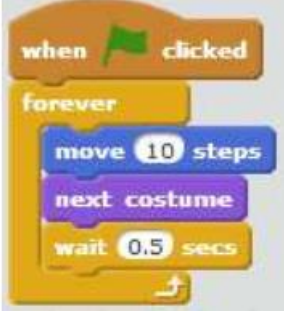 when clicked
forever
move 10 steps
next costume
wait 0.5 secs